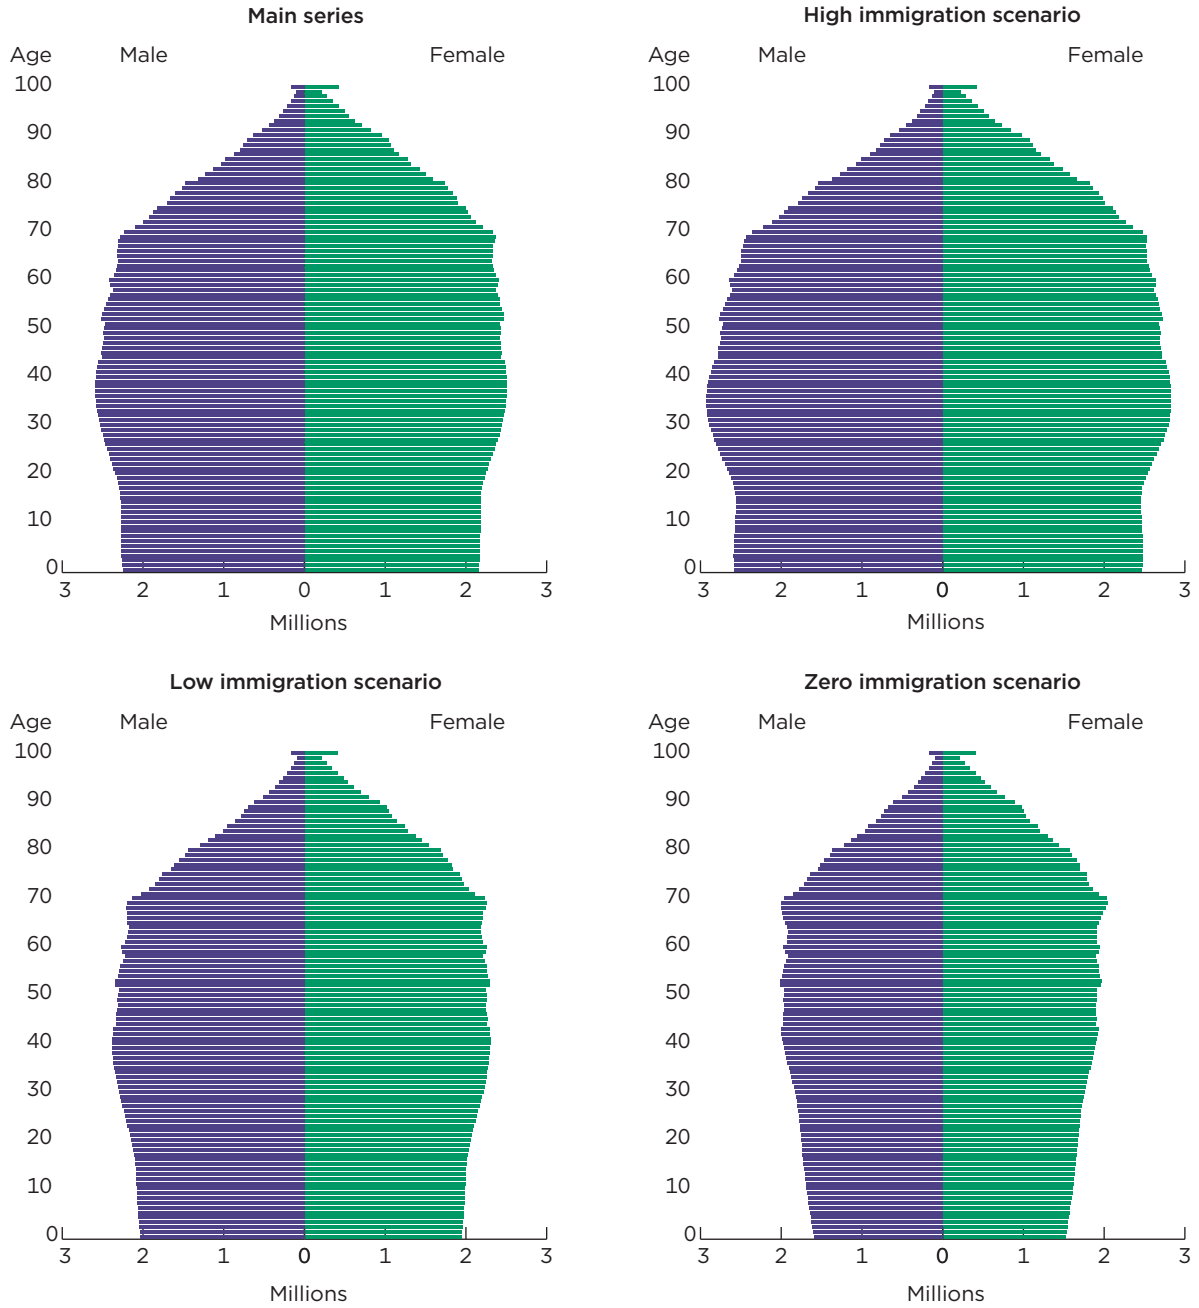 Main series
Age Male Female
100
90
80
70
60
50
40
30
20
10
0
3 2 1 0 1 2 3
Millions
High immigration scenario
Age Male Female
100
90
80
70
60
50
40
30
20
10
0
3 2 1 0 1 2 3
Millions
Low immigration scenario
Age Male Female
100
90
80
70
60
50
40
30
20
10
0
3 2 1 0 1 2 3
Millions
Zero immigration scenario
Age Male Female
100
90
80
70
60
50
40
30
20
10
0
3 2 1 0 1 2 3
Millions